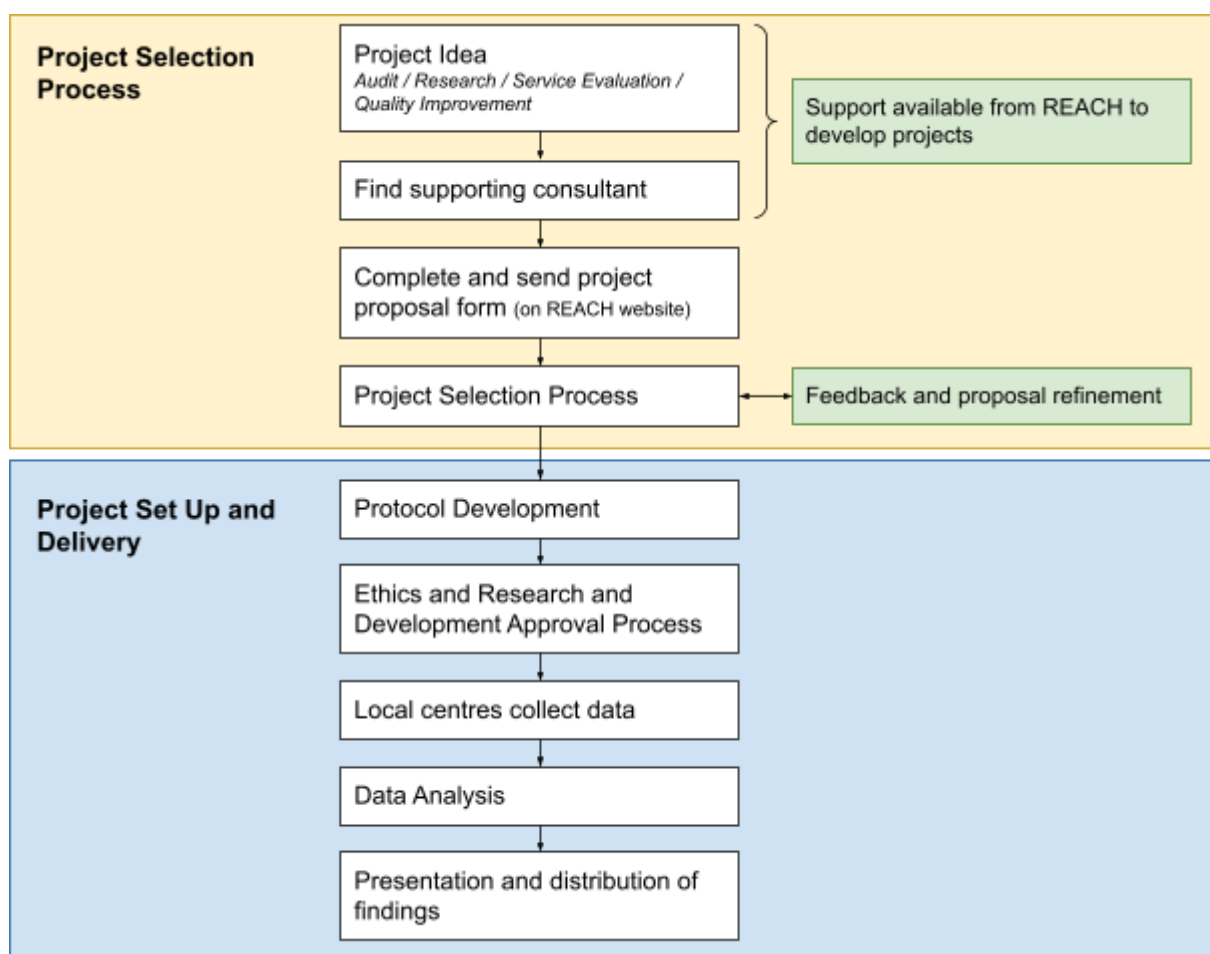 Project Selection
Process
Project Idea
Audit / Research / Service Evaluation /
Quality Improvement
Support available from REACH to
develop projects
Find supporting consultant
Complete and send project
proposal form (on REACH website)
Project Selection Process
Feedback and proposal refinement
Project Set Up and
Delivery
Protocol Development
Ethics and Research and
Development Approval Process
Local centres collect data
Data Analysis
Presentation and distribution of
findings